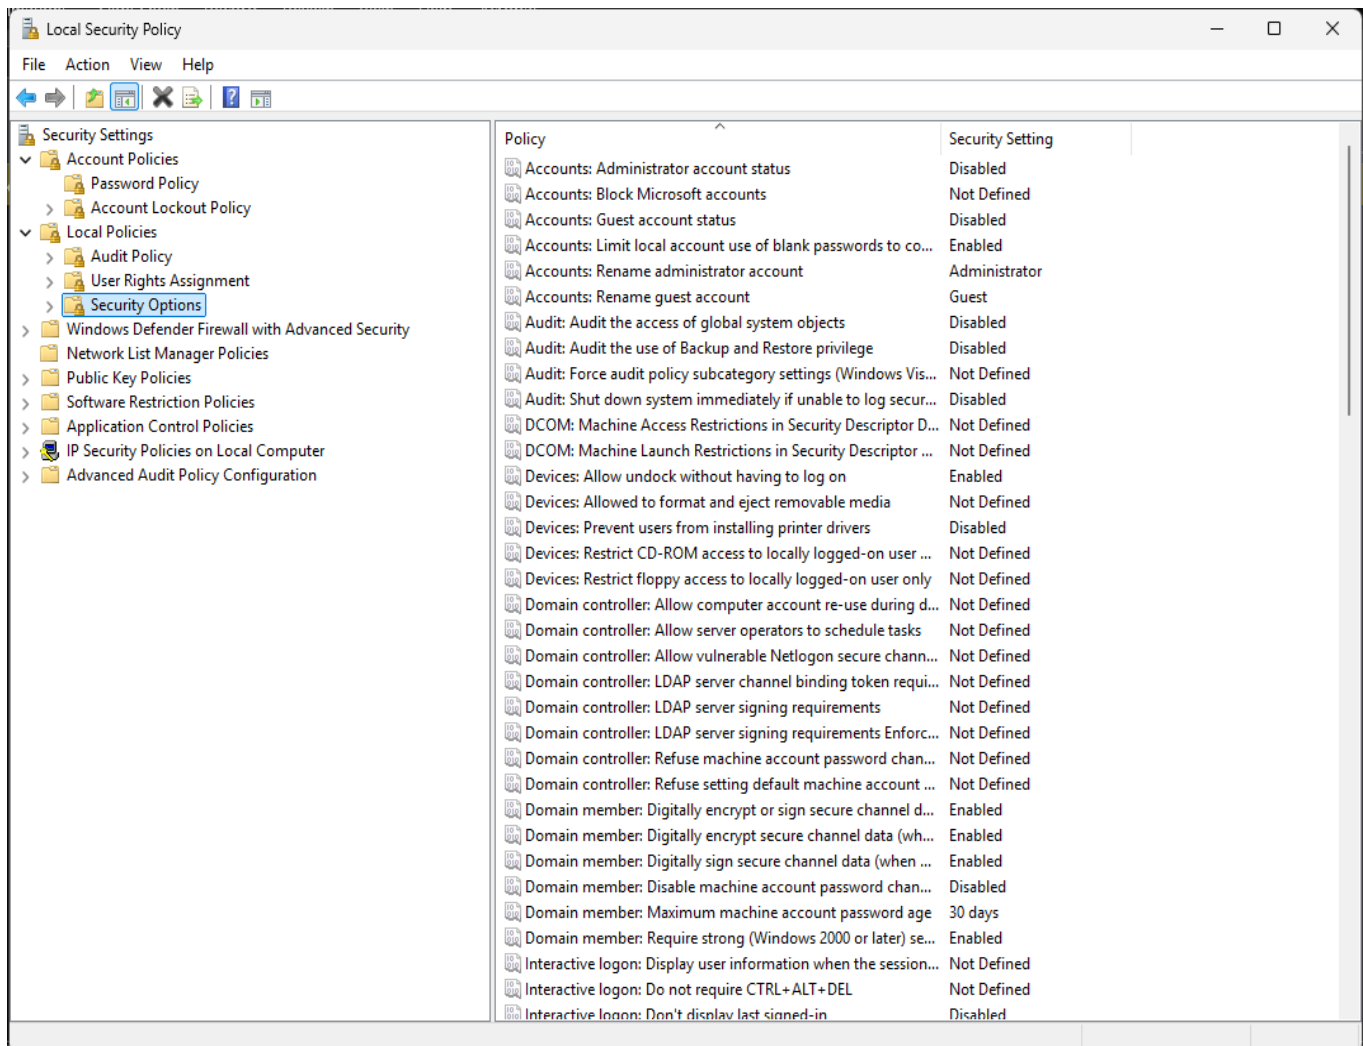 Local Security Policy
File Action View Help
Security Settings
Account Policies
Password Policy
Account Lockout Policy
Local Policies
Audit Policy
User Rights Assignment
Security Options
Windows Defender Firewall with Advanced Security
Network List Manager Policies
Public Key Policies
Software Restriction Policies
Application Control Policies
IP Security Policies on Local Computer
Advanced Audit Policy Configuration
Policy Security Setting
Accounts: Administrator account status Disabled
Accounts: Block Microsoft accounts Not Defined
Accounts: Guest account status Disabled
Accounts: Limit local account use of blank passwords to co... Enabled
Accounts: Rename administrator account Administrator
Accounts: Rename guest account Guest
Audit: Audit the access of global system objects Disabled
Audit: Audit the use of Backup and Restore privilege Disabled
Audit: Force audit policy subcategory settings (Windows Vis... Not Defined
Audit: Shut down system immediately if unable to log secur... Disabled
DCOM: Machine Access Restrictions in Security Descriptor D... Not Defined
DCOM: Machine Launch Restrictions in Security Descriptor ... Not Defined
Devices: Allow undock without having to log on Enabled
Devices: Allowed to format and eject removable media Not Defined
Devices: Prevent users from installing printer drivers Disabled
Devices: Restrict CD-ROM access to locally logged-on user ... Not Defined
Devices: Restrict floppy access to locally logged-on user only Not Defined
Domain controller: Allow computer account re-use during d... Not Defined
Domain controller: Allow server operators to schedule tasks Not Defined
Domain controller: Allow vulnerable Netlogon secure chann... Not Defined
Domain controller: LDAP server channel binding token requi... Not Defined
Domain controller: LDAP server signing requirements Not Defined
Domain controller: LDAP server signing requirements Enforc... Not Defined
Domain controller: Refuse machine account password chan... Not Defined
Domain controller: Refuse setting default machine account ... Not Defined
Domain member: Digitally encrypt or sign secure channel d... Enabled
Domain member: Digitally encrypt secure channel data (wh... Enabled
Domain member: Digitally sign secure channel data (when ... Enabled
Domain member: Disable machine account password chan... Disabled
Domain member: Maximum machine account password age 30 days
Domain member: Require strong (Windows 2000 or later) se... Enabled
Interactive logon: Display user information when the session... Not Defined
Interactive logon: Do not require CTRL+ALT+DEL Not Defined
Interactive logon: Don't display last signed-in Disabled